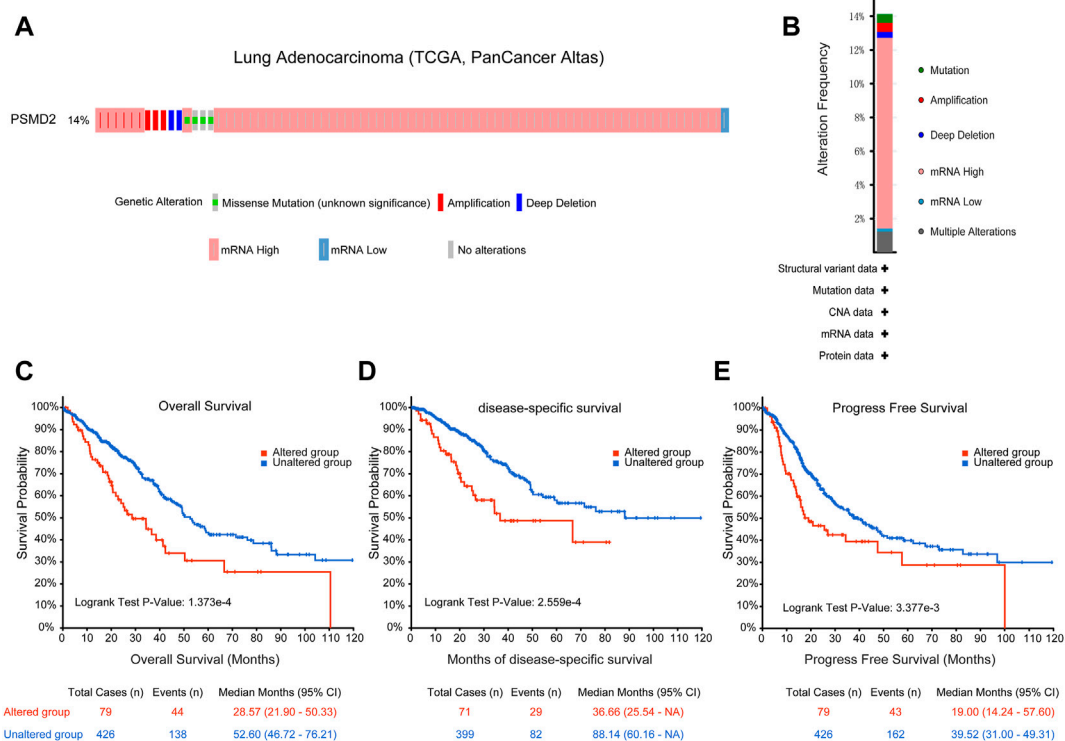 A
Lung Adenocarcinoma (TCGA, PanCancer Altas)
PSMD2 14%
Genetic Alteration Missense Mutation (unknown significance) Amplification Deep Deletion
mRNA High mRNA Low No alterations
B
Alteration Frequency
14%
12%
10%
8%
6%
4%
2%
Mutation
Amplification
Deep Deletion
mRNA High
mRNA Low
Multiple Alterations
Structural variant data +
Mutation data +
CNA data +
mRNA data +
Protein data +
C
Overall Survival
Survival Probability
100%
90%
80%
70%
60%
50%
40%
30%
20%
10%
0%
Altered group
Unaltered group
Logrank Test P-Value: 1.373e-4
0 10 20 30 40 50 60 70 80 90 100 110 120
Overall Survival (Months)
D
disease-specific survival
Survival Probability
100%
90%
80%
70%
60%
50%
40%
30%
20%
10%
0%
Altered group
Unaltered group
Logrank Test P-Value: 2.559e-4
0 10 20 30 40 50 60 70 80 90 100 110 120
Months of disease-specific survival
E
Progress Free Survival
Survival Probability
100%
90%
80%
70%
60%
50%
40%
30%
20%
10%
0%
Altered group
Unaltered group
Logrank Test P-Value: 3.377e-3
0 10 20 30 40 50 60 70 80 90 100 110 120
Progress Free Survival (Months)
Total Cases (n) Events (n) Median Months (95% CI) Total Cases (n) Events (n) Median Months (95% CI) Total Cases (n) Events (n) Median Months (95% CI)
Altered group 79 44 28.57 (21.90 - 50.33) 71 29 36.66 (25.54 - NA) 79 43 19.00 (14.24 - 57.60)
Unaltered group 426 138 52.60 (46.72 - 76.21) 399 82 88.14 (60.16 - NA) 426 162 39.52 (31.00 - 49.31)